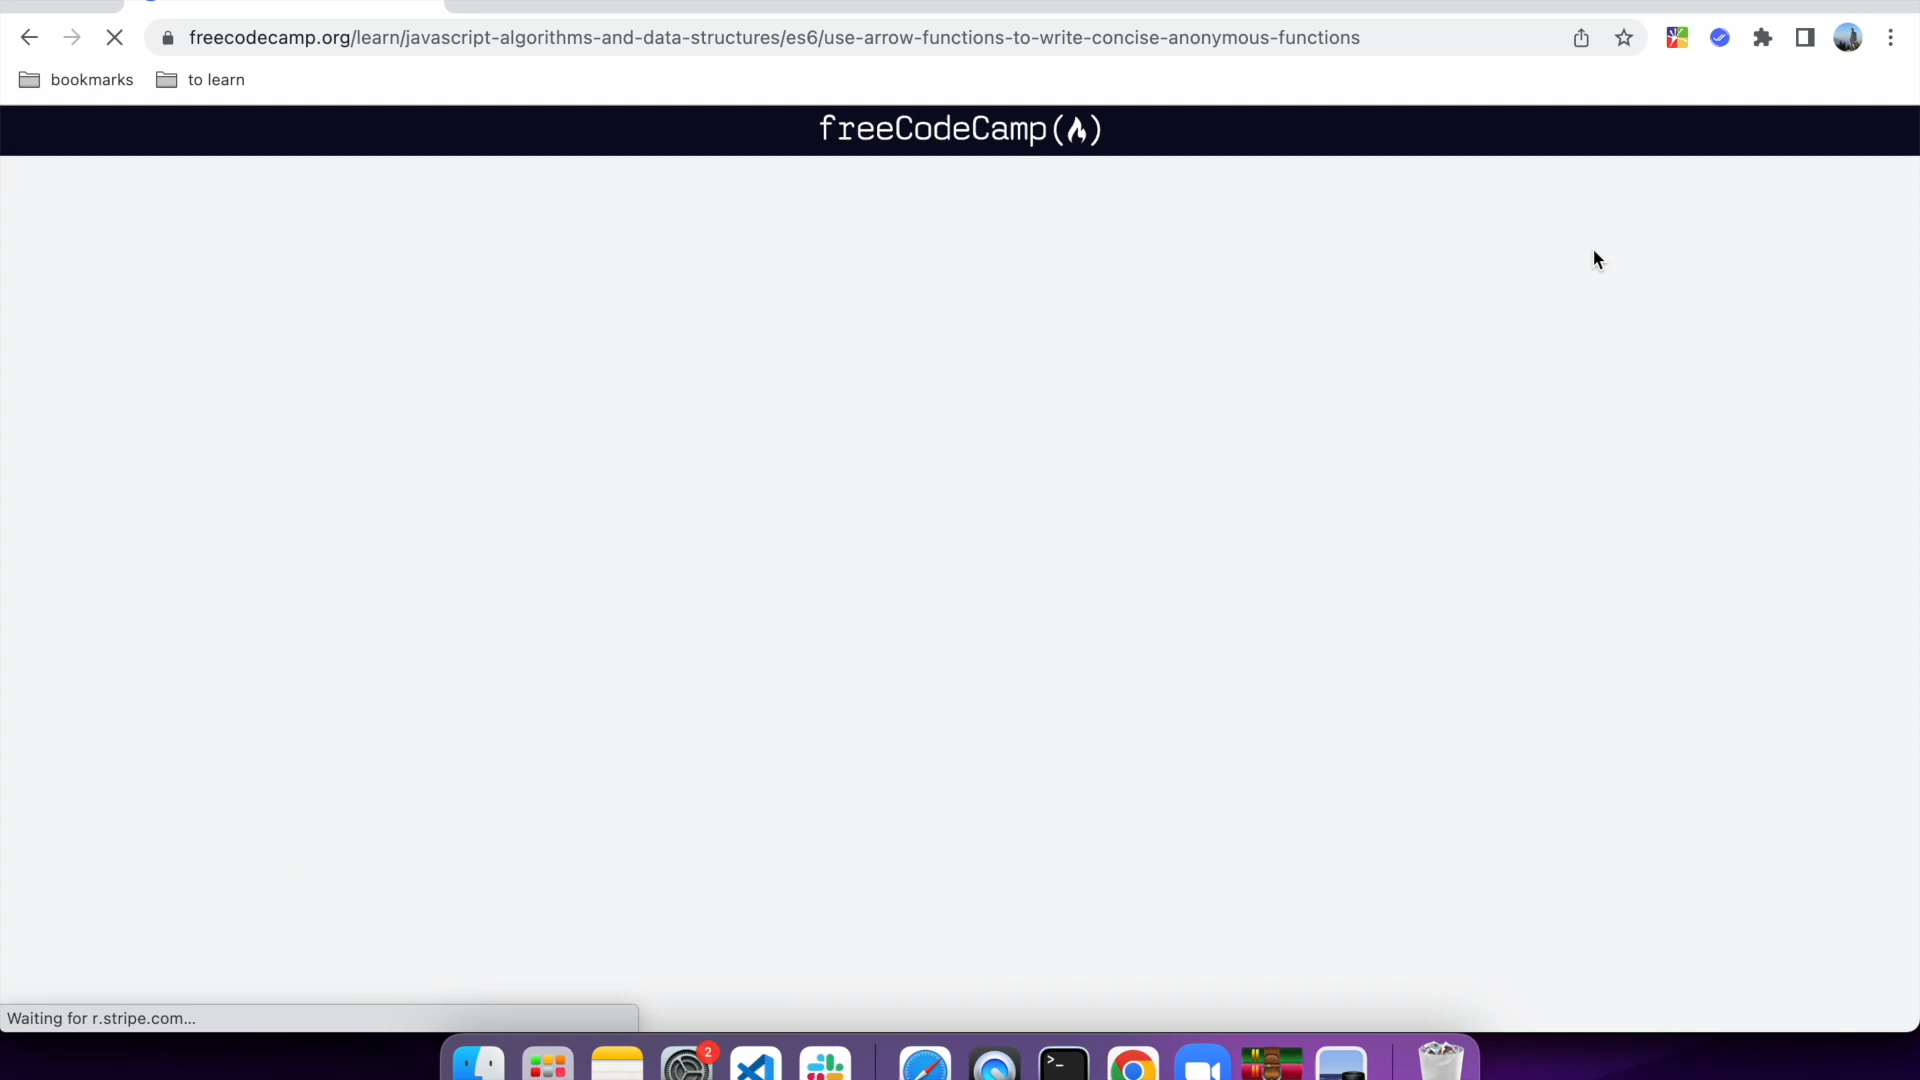 freecodecamp.org/learn/javascript-algorithms-and-data-structures/es6/use-arrow-functions-to-write-concise-anonymous-functions
bookmarks to learn
freeCodeCamp(🔥)
Waiting for r.stripe.com...
2
>_